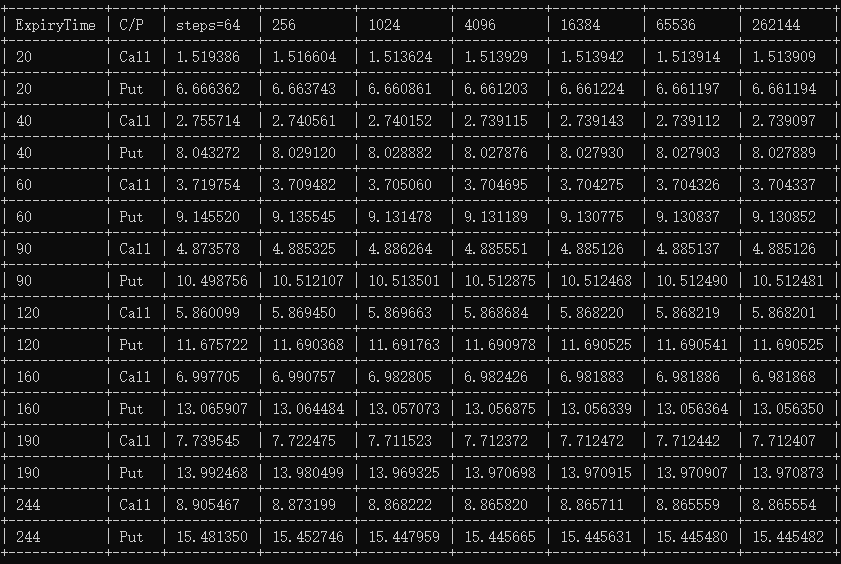 ExpiryTime | C/P | steps=64 | 256 | 1024 | 4096 | 16384 | 65536 | 262144
20 | Call | 1.519386 | 1.516604 | 1.513624 | 1.513929 | 1.513942 | 1.513914 | 1.513909
20 | Put | 6.666362 | 6.663743 | 6.660861 | 6.661203 | 6.661224 | 6.661197 | 6.661194
40 | Call | 2.755714 | 2.740561 | 2.740152 | 2.739115 | 2.739143 | 2.739112 | 2.739097
40 | Put | 8.043272 | 8.029120 | 8.028882 | 8.027876 | 8.027930 | 8.027903 | 8.027889
60 | Call | 3.719754 | 3.709482 | 3.705060 | 3.704695 | 3.704275 | 3.704326 | 3.704337
60 | Put | 9.145520 | 9.135545 | 9.131478 | 9.131189 | 9.130775 | 9.130837 | 9.130852
90 | Call | 4.873578 | 4.885325 | 4.886264 | 4.885551 | 4.885126 | 4.885137 | 4.885126
90 | Put | 10.498756 | 10.512107 | 10.513501 | 10.512875 | 10.512468 | 10.512490 | 10.512481
120 | Call | 5.860099 | 5.869450 | 5.869663 | 5.868684 | 5.868220 | 5.868219 | 5.868201
120 | Put | 11.675722 | 11.690368 | 11.691763 | 11.690978 | 11.690525 | 11.690541 | 11.690525
160 | Call | 6.997705 | 6.990757 | 6.982805 | 6.982426 | 6.981883 | 6.981886 | 6.981868
160 | Put | 13.065907 | 13.064484 | 13.057073 | 13.056875 | 13.056339 | 13.056364 | 13.056350
190 | Call | 7.739545 | 7.722475 | 7.711523 | 7.712372 | 7.712472 | 7.712442 | 7.712407
190 | Put | 13.992468 | 13.980499 | 13.969325 | 13.970698 | 13.970915 | 13.970907 | 13.970873
244 | Call | 8.905467 | 8.873199 | 8.868222 | 8.865820 | 8.865711 | 8.865559 | 8.865554
244 | Put | 15.481350 | 15.452746 | 15.447959 | 15.445665 | 15.445631 | 15.445480 | 15.445482